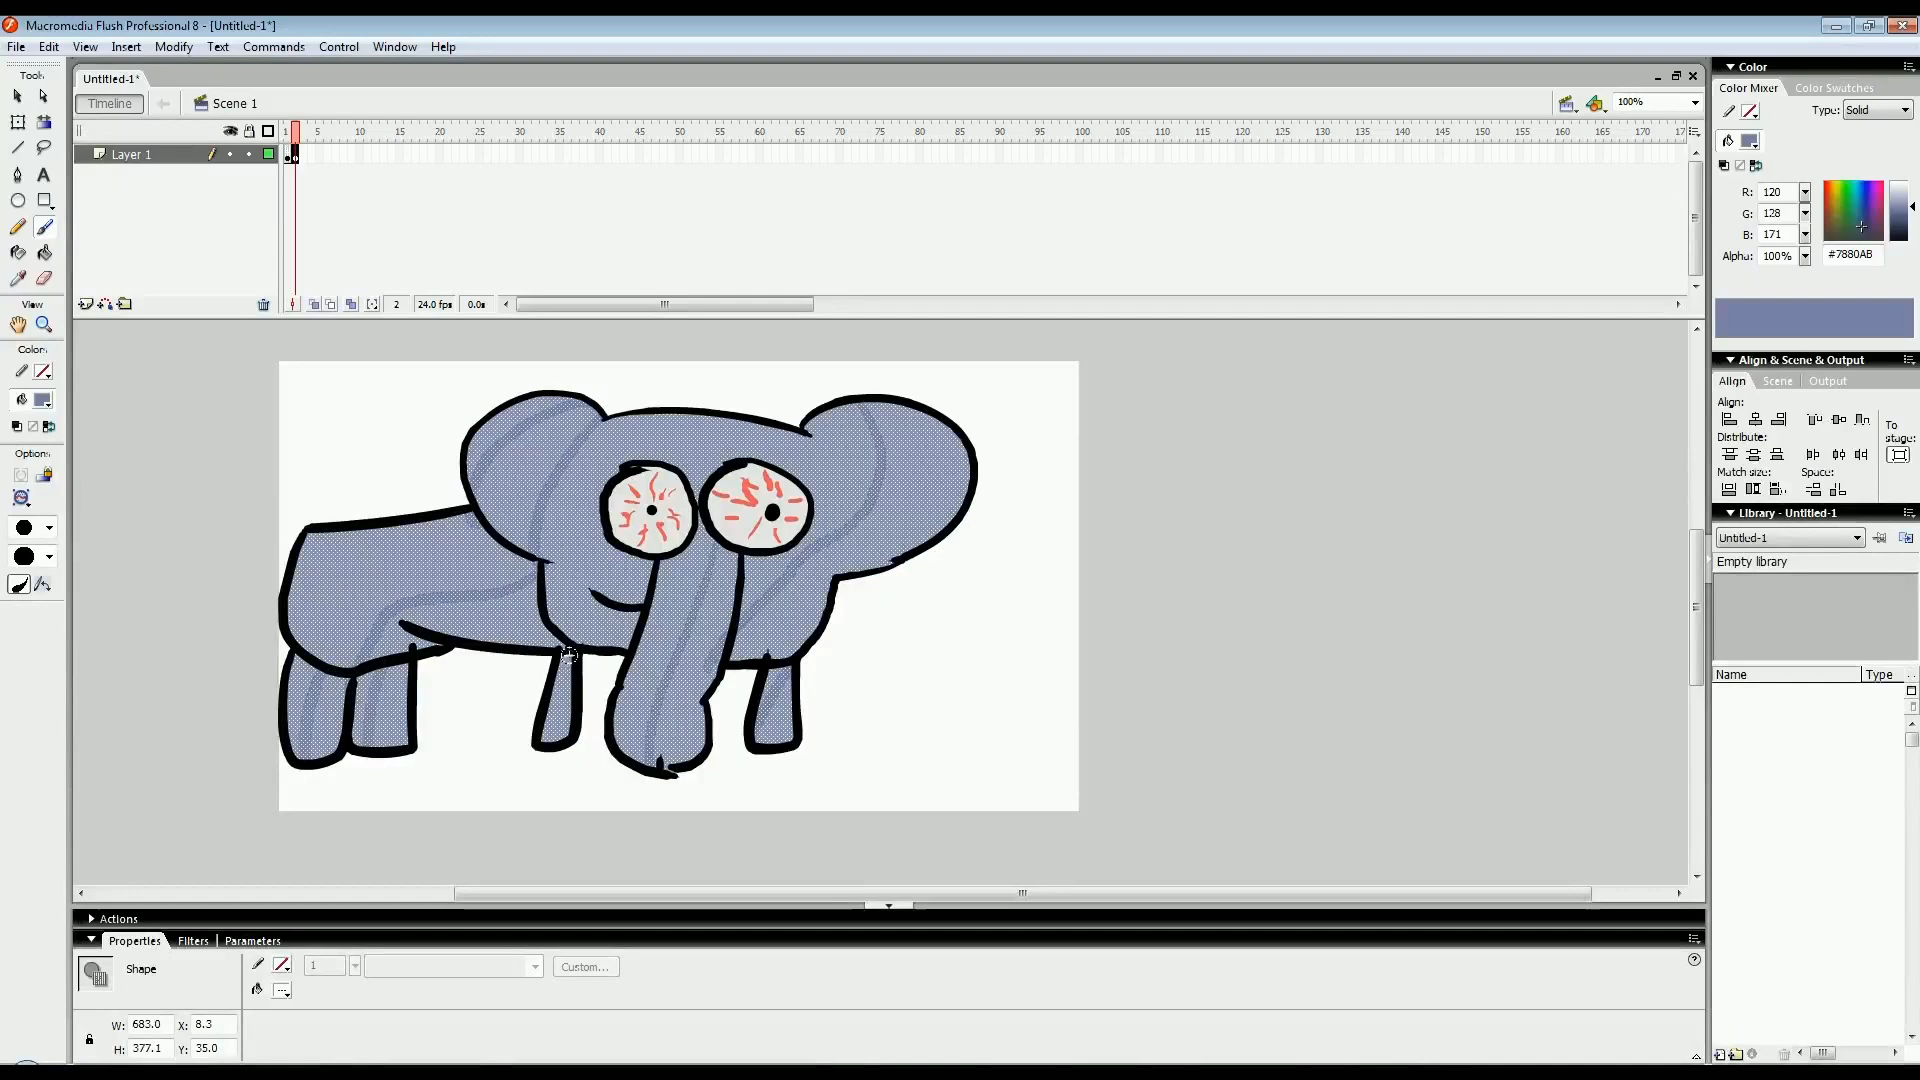 Macromedia Flash Professional 8 - [Untitled-1*]
File Edit View Insert Modify Text Commands Control Window Help
Tools
Untitled-1*
Timeline
Scene 1
100%
1 5 10 15 20 25 30 35 40 45 50 55 60 65 70 75 80 85 90 95 100 105 110 115 120 125 130 135 140 145 150 155 160 165 170 17
Layer 1
2 24.0 fps 0.0s
View
Colors
Options
Color
Color Mixer Color Swatches
Type: Solid
R: 120
G: 128
B: 171
Alpha: 100% #7880AB
Align & Scene & Output
Align Scene Output
Align:
To stage:
Distribute:
Match size: Space:
Library - Untitled-1
Untitled-1
Empty library
Name Type
Actions
Properties Filters Parameters
Shape
1
Custom...
W: 683.0 X: 8.3
H: 377.1 Y: 35.0